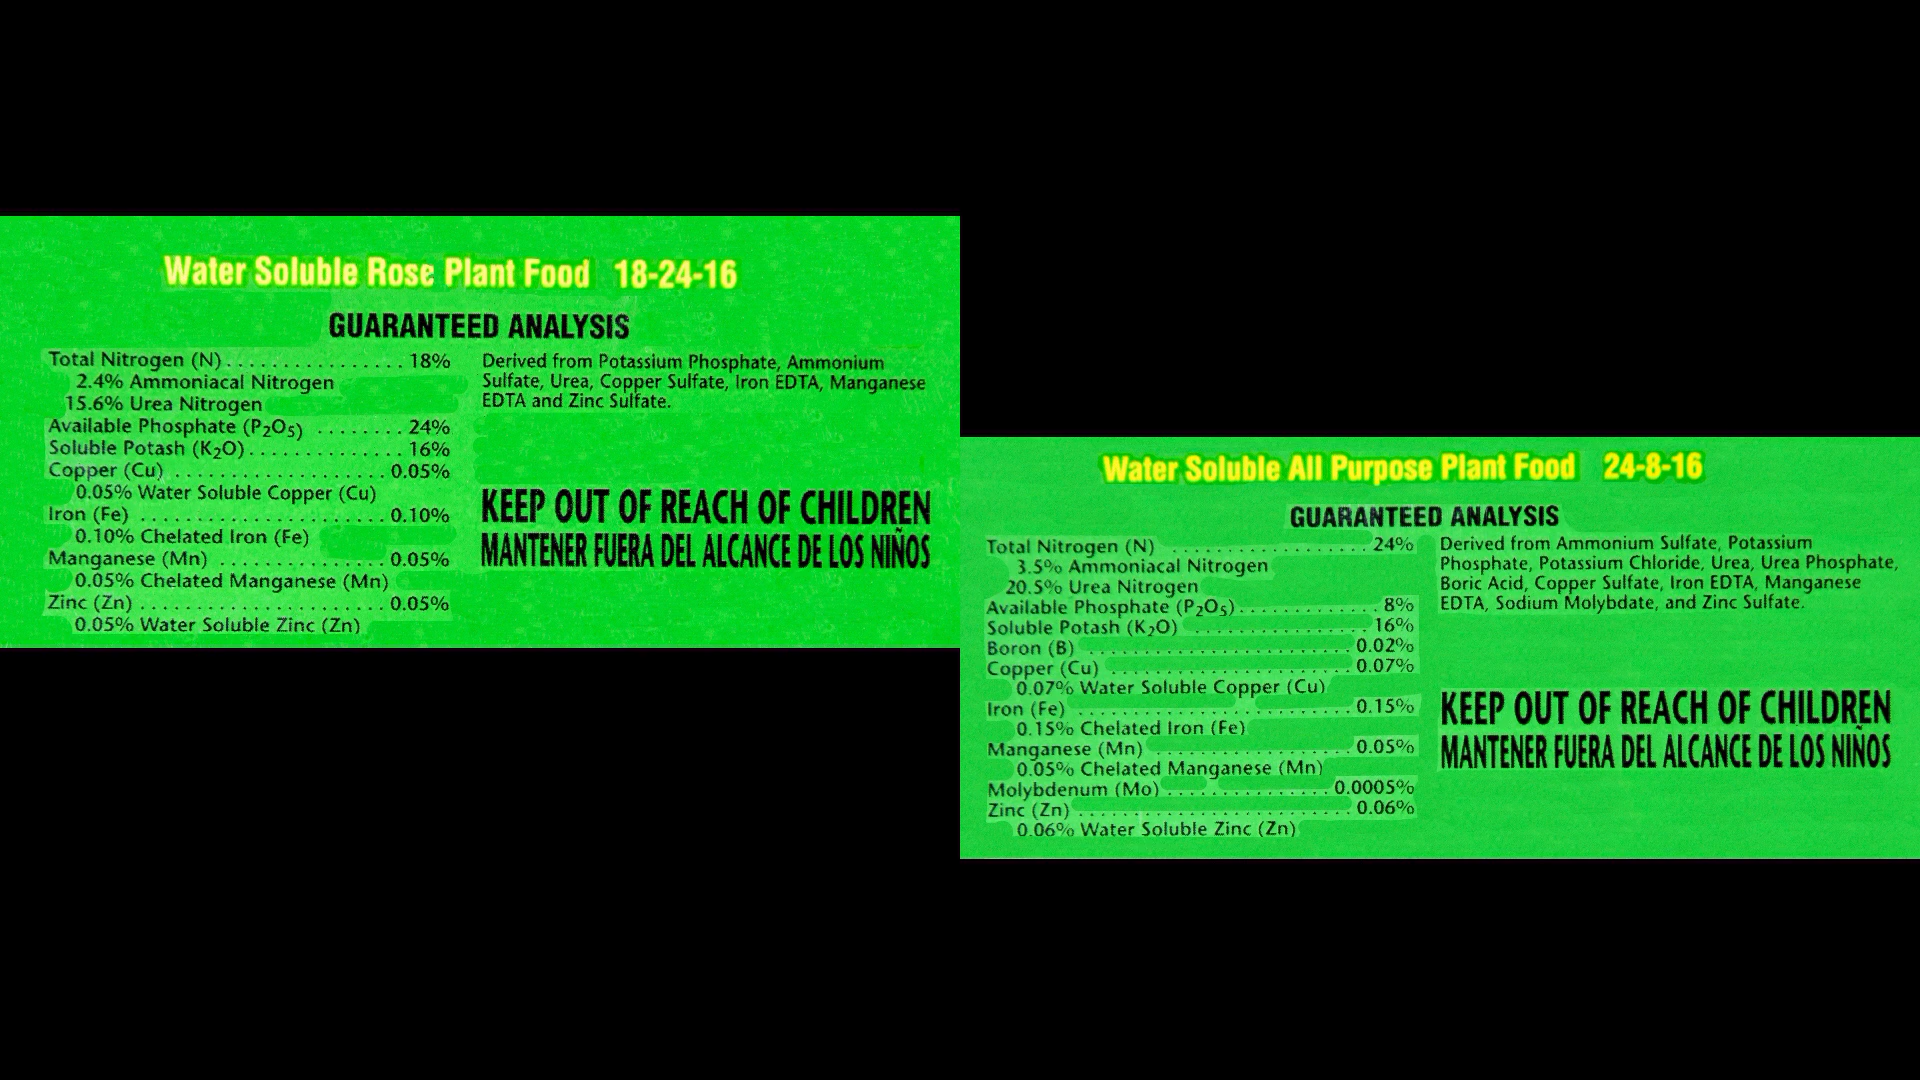 Water Soluble Rose Plant Food 18-24-16
GUARANTEED ANALYSIS
Total Nitrogen (N) ................ 18%
2.4% Ammoniacal Nitrogen
15.6% Urea Nitrogen
Available Phosphate (P₂O₅) ........ 24%
Soluble Potash (K₂O) ............. 16%
Copper (Cu) .................... 0.05%
0.05% Water Soluble Copper (Cu)
Iron (Fe) ....................... 0.10%
0.10% Chelated Iron (Fe)
Manganese (Mn) ................ 0.05%
0.05% Chelated Manganese (Mn)
Zinc (Zn) ....................... 0.05%
0.05% Water Soluble Zinc (Zn)
Derived from Potassium Phosphate, Ammonium
Sulfate, Urea, Copper Sulfate, Iron EDTA, Manganese
EDTA and Zinc Sulfate.
KEEP OUT OF REACH OF CHILDREN
MANTENER FUERA DEL ALCANCE DE LOS NIÑOS
Water Soluble All Purpose Plant Food 24-8-16
GUARANTEED ANALYSIS
Total Nitrogen (N) .................... 24%
3.5% Ammoniacal Nitrogen
20.5% Urea Nitrogen
Available Phosphate (P₂O₅) .............. 8%
Soluble Potash (K₂O) ................. 16%
Boron (B) .......................... 0.02%
Copper (Cu) ........................ 0.07%
0.07% Water Soluble Copper (Cu)
Iron (Fe) ........................... 0.15%
0.15% Chelated Iron (Fe)
Manganese (Mn) .................... 0.05%
0.05% Chelated Manganese (Mn)
Molybdenum (Mo) ................ 0.0005%
Zinc (Zn) ........................... 0.06%
0.06% Water Soluble Zinc (Zn)
Derived from Ammonium Sulfate, Potassium
Phosphate, Potassium Chloride, Urea, Urea Phosphate,
Boric Acid, Copper Sulfate, Iron EDTA, Manganese
EDTA, Sodium Molybdate, and Zinc Sulfate.
KEEP OUT OF REACH OF CHILDREN
MANTENER FUERA DEL ALCANCE DE LOS NIÑOS